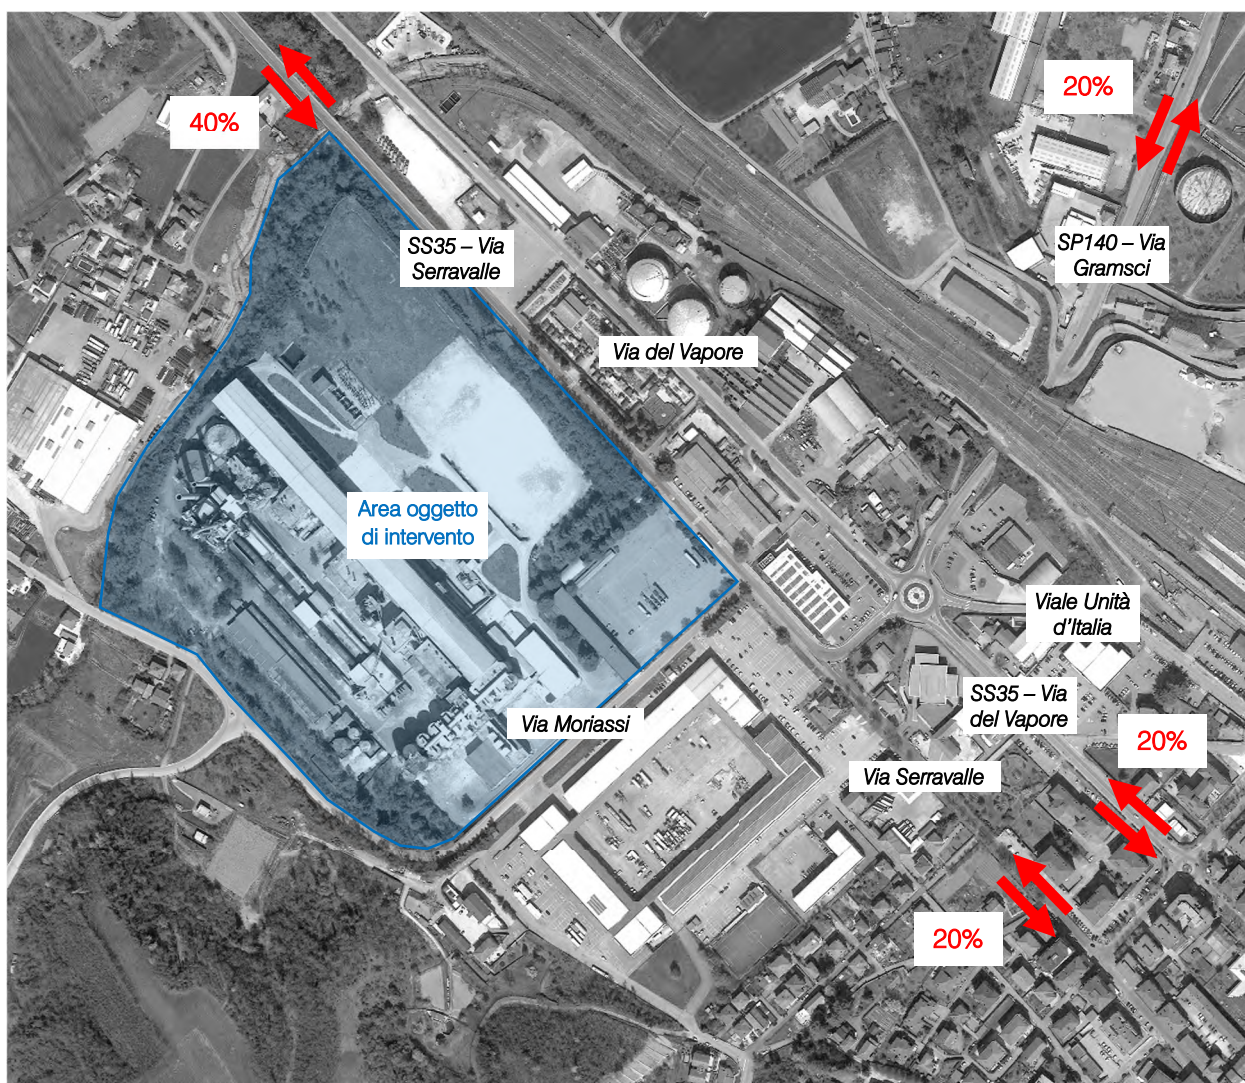 20%
40%
SS35 – Via
Serravalle
SP140 – Via
Gramsci
Via del Vapore
Area oggetto
di intervento
Viale Unità
d'Italia
SS35 – Via
del Vapore
Via Moriassi
20%
Via Serravalle
20%